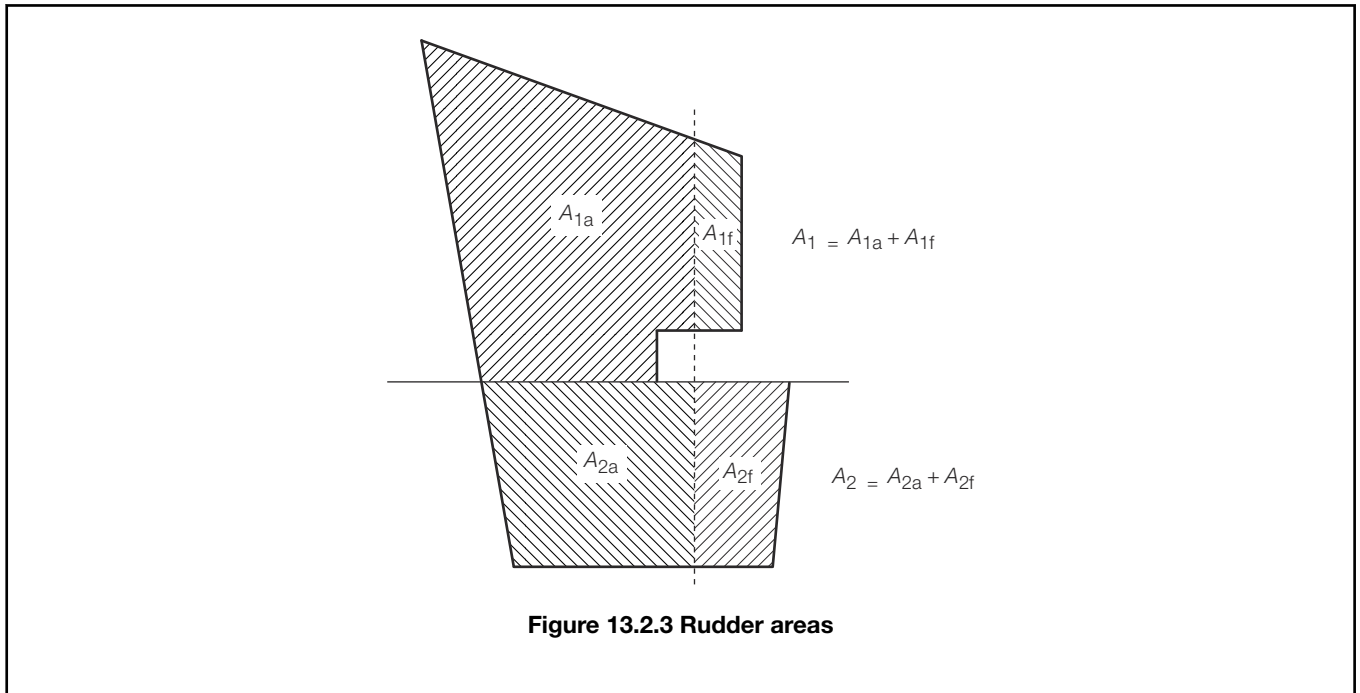 A1a
A1f
A1 = A1a + A1f
A2a
A2f
A2 = A2a + A2f
Figure 13.2.3 Rudder areas